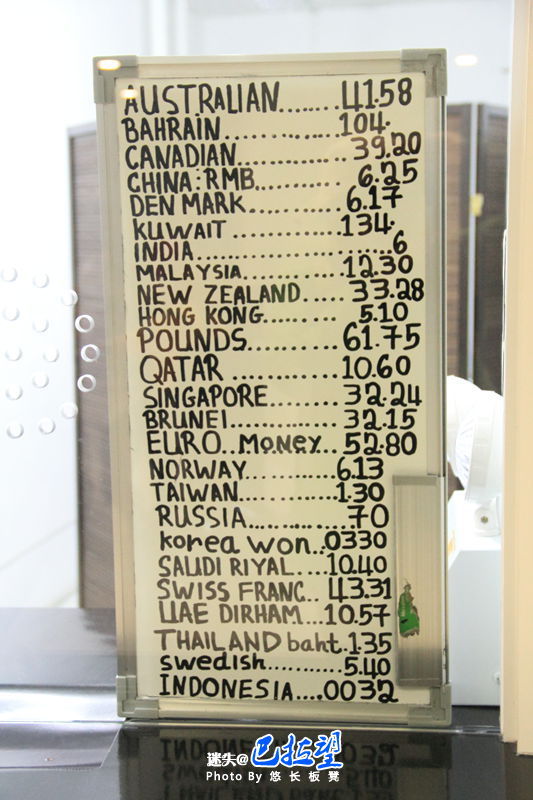 AUSTRALIAN........41.58
BAHRAIN...........104.
CANADIAN............39.20
CHINA:RMB..........6.25
DEN MARK..........6.17
KUWAIT............134.
INDIA......................6
MALAYSIA...........12.30
NEW ZEALAND.....33.28
HONG KONG........5.10
POUNDS..........61.75
QATAR ............10.60
SINGAPORE........32.24
BRUNEI............32.15
EURO..MONEY...52.80
NORWAY..........6.13
TAIWAN...........1.30
RUSSIA............70
korea won..0330
SAUDI RIYAL....10.40
SWISS FRANC..43.31
UAE DIRHAM...10.57
THAILAND baht.1.35
swedish..........5.40
INDONESIA....0032
迷失@巴拉望
Photo By 悠长板凳